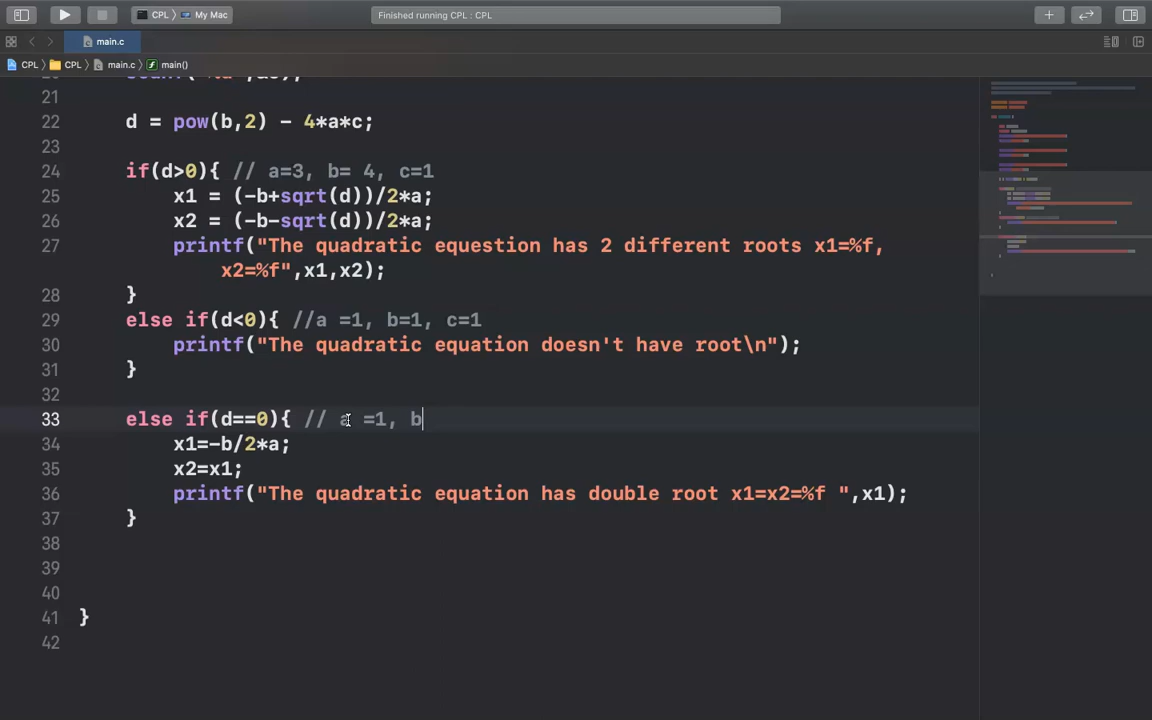 CPL 〉 My Mac
Finished running CPL : CPL
main.c
CPL 〉 CPL 〉 main.c 〉 main()
21
22 d = pow(b,2) - 4*a*c;
23
24 if(d>0){ // a=3, b= 4, c=1
25 x1 = (-b+sqrt(d))/2*a;
26 x2 = (-b-sqrt(d))/2*a;
27 printf("The quadratic equestion has 2 different roots x1=%f,
x2=%f",x1,x2);
28 }
29 else if(d<0){ //a =1, b=1, c=1
30 printf("The quadratic equation doesn't have root\n");
31 }
32
33 else if(d==0){ // a =1, b
34 x1=-b/2*a;
35 x2=x1;
36 printf("The quadratic equation has double root x1=x2=%f ",x1);
37 }
38
39
40
41 }
42